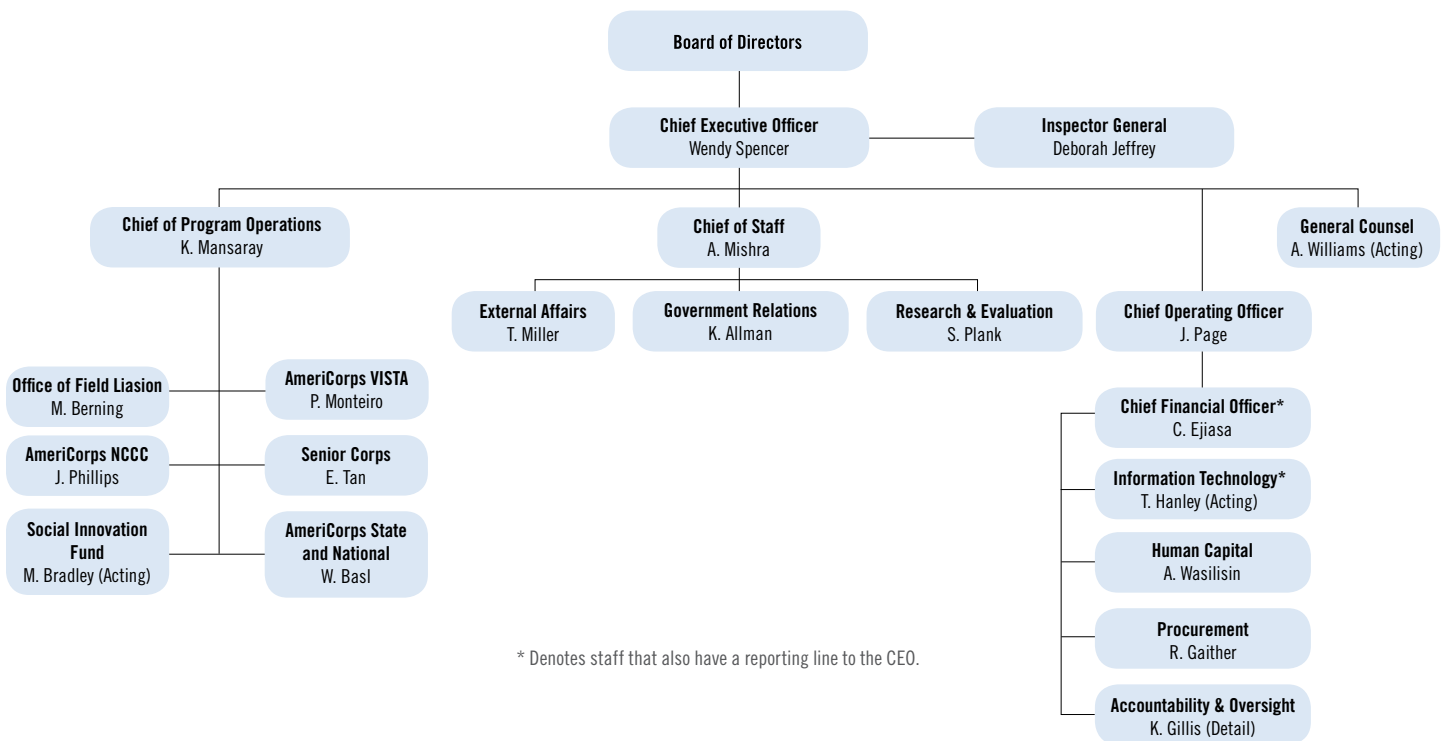 Board of Directors
Chief Executive Officer
Wendy Spencer
Inspector General
Deborah Jeffrey
Chief of Program Operations
K. Mansaray
Chief of Staff
A. Mishra
General Counsel
A. Williams (Acting)
External Affairs
T. Miller
Government Relations
K. Allman
Research & Evaluation
S. Plank
Chief Operating Officer
J. Page
Office of Field Liasion
M. Berning
AmeriCorps VISTA
P. Monteiro
AmeriCorps NCCC
J. Phillips
Senior Corps
E. Tan
Social Innovation
Fund
M. Bradley (Acting)
AmeriCorps State
and National
W. Basl
Chief Financial Officer*
C. Ejiasa
Information Technology*
T. Hanley (Acting)
Human Capital
A. Wasilisin
Procurement
R. Gaither
Accountability & Oversight
K. Gillis (Detail)
* Denotes staff that also have a reporting line to the CEO.